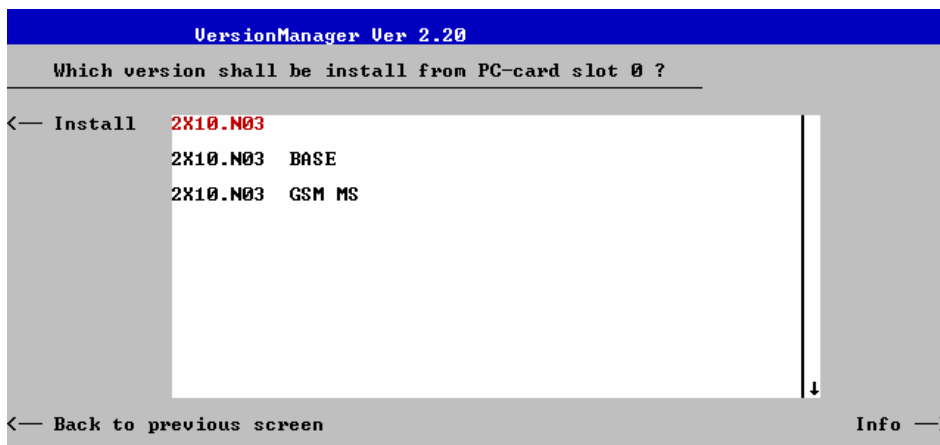 VersionManager Ver 2.20
Which version shall be install from PC-card slot 0 ?
<— Install 2X10.N03
2X10.N03 BASE
2X10.N03 GSM MS
↓
<— Back to previous screen Info —